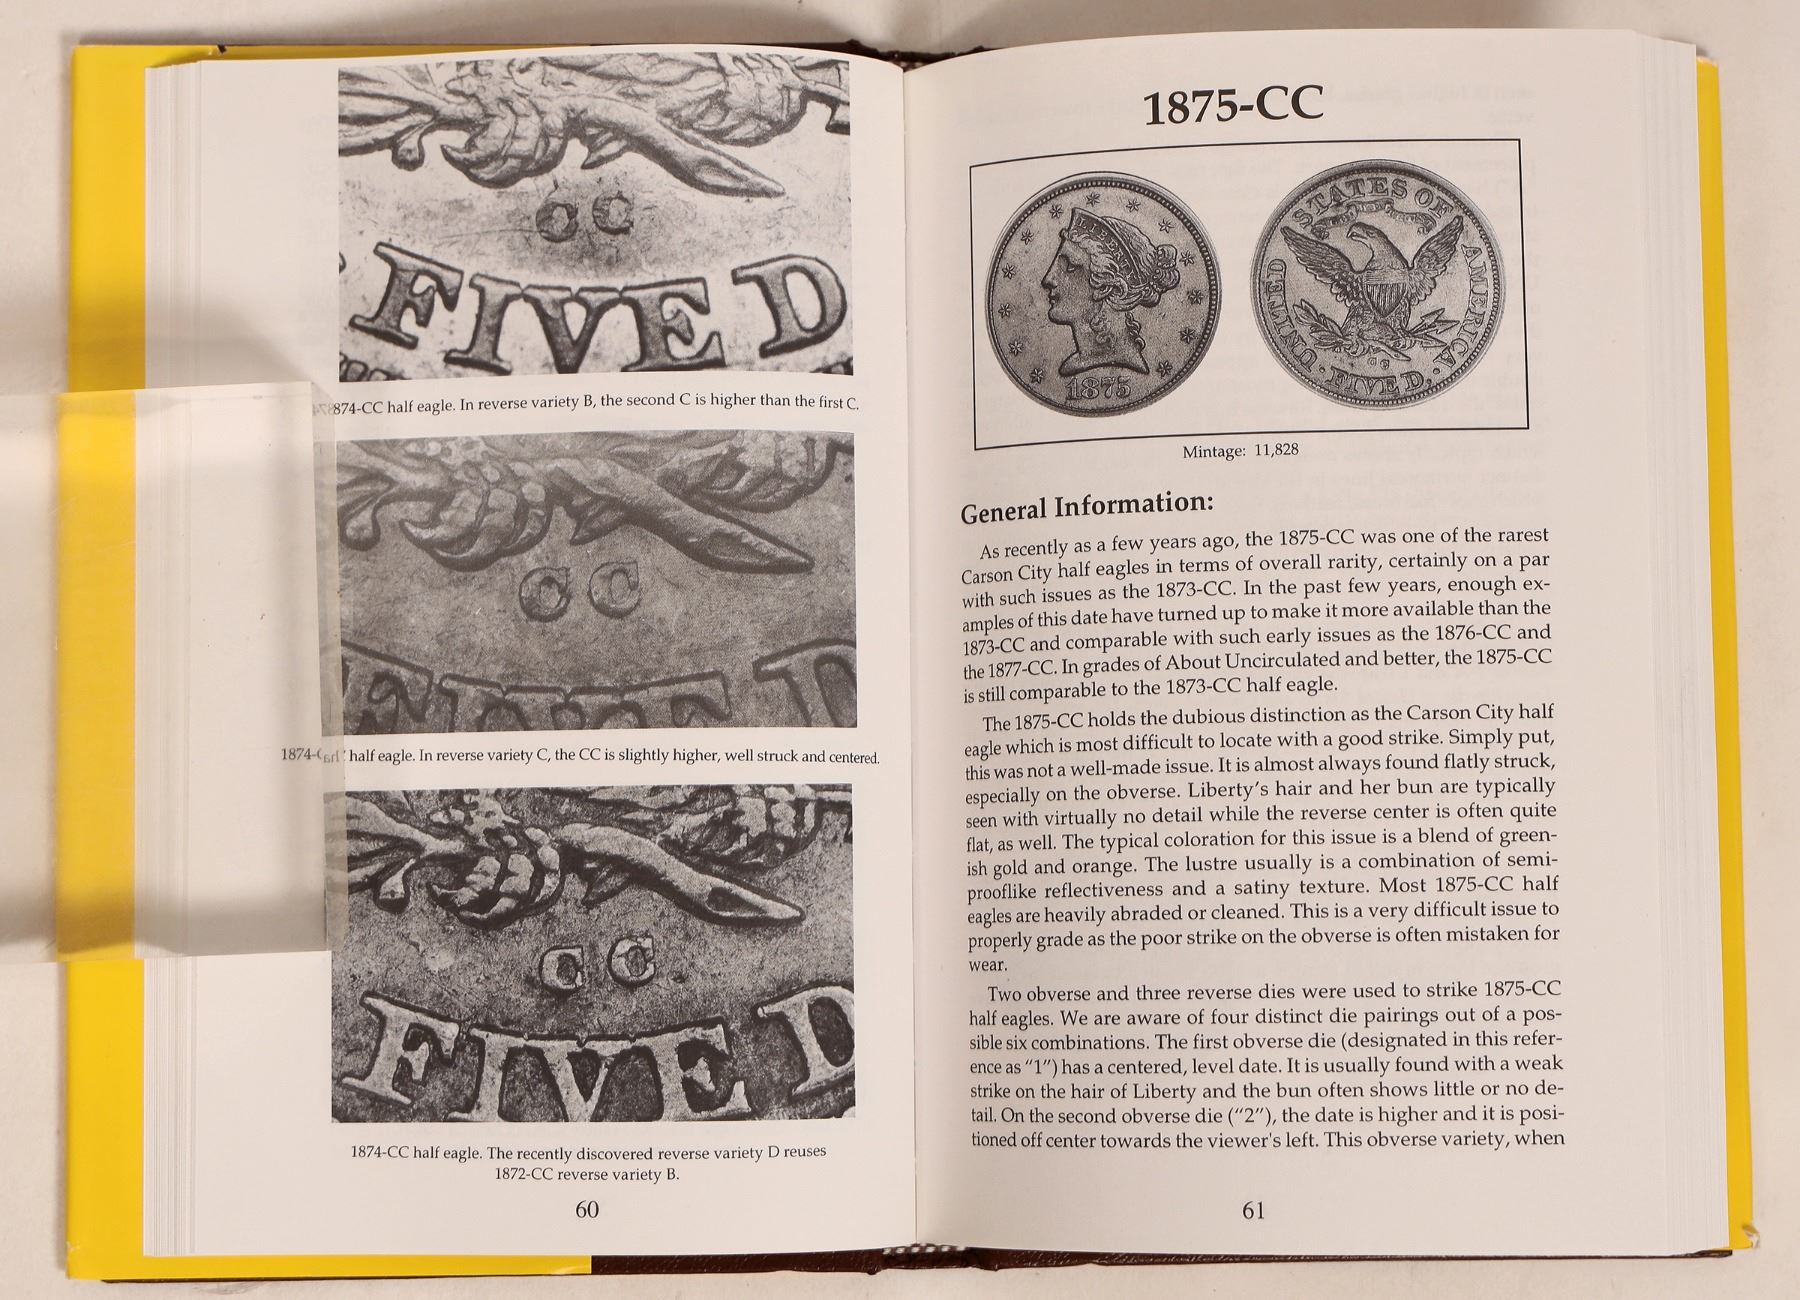 CC
FIVE D
874-CC half eagle. In reverse variety B, the second C is higher than the first C.
CC
FIVE D
1874- half eagle. In reverse variety C, the CC is slightly higher, well struck and centered.
CC
FIVE D
1874-CC half eagle. The recently discovered reverse variety D reuses
1872-CC reverse variety B.
60
1875-CC
LIBERTY
1875
UNITED STATES OF AMERICA
CC
· FIVE D. ·
Mintage: 11,828
General Information:
As recently as a few years ago, the 1875-CC was one of the rarest
Carson City half eagles in terms of overall rarity, certainly on a par
with such issues as the 1873-CC. In the past few years, enough ex-
amples of this date have turned up to make it more available than the
1873-CC and comparable with such early issues as the 1876-CC and
the 1877-CC. In grades of About Uncirculated and better, the 1875-CC
is still comparable to the 1873-CC half eagle.
The 1875-CC holds the dubious distinction as the Carson City half
eagle which is most difficult to locate with a good strike. Simply put,
this was not a well-made issue. It is almost always found flatly struck,
especially on the obverse. Liberty's hair and her bun are typically
seen with virtually no detail while the reverse center is often quite
flat, as well. The typical coloration for this issue is a blend of green-
ish gold and orange. The lustre usually is a combination of semi-
prooflike reflectiveness and a satiny texture. Most 1875-CC half
eagles are heavily abraded or cleaned. This is a very difficult issue to
properly grade as the poor strike on the obverse is often mistaken for
wear.
Two obverse and three reverse dies were used to strike 1875-CC
half eagles. We are aware of four distinct die pairings out of a pos-
sible six combinations. The first obverse die (designated in this refer-
ence as "1") has a centered, level date. It is usually found with a weak
strike on the hair of Liberty and the bun often shows little or no de-
tail. On the second obverse die ("2"), the date is higher and it is posi-
tioned off center towards the viewer's left. This obverse variety, when
61